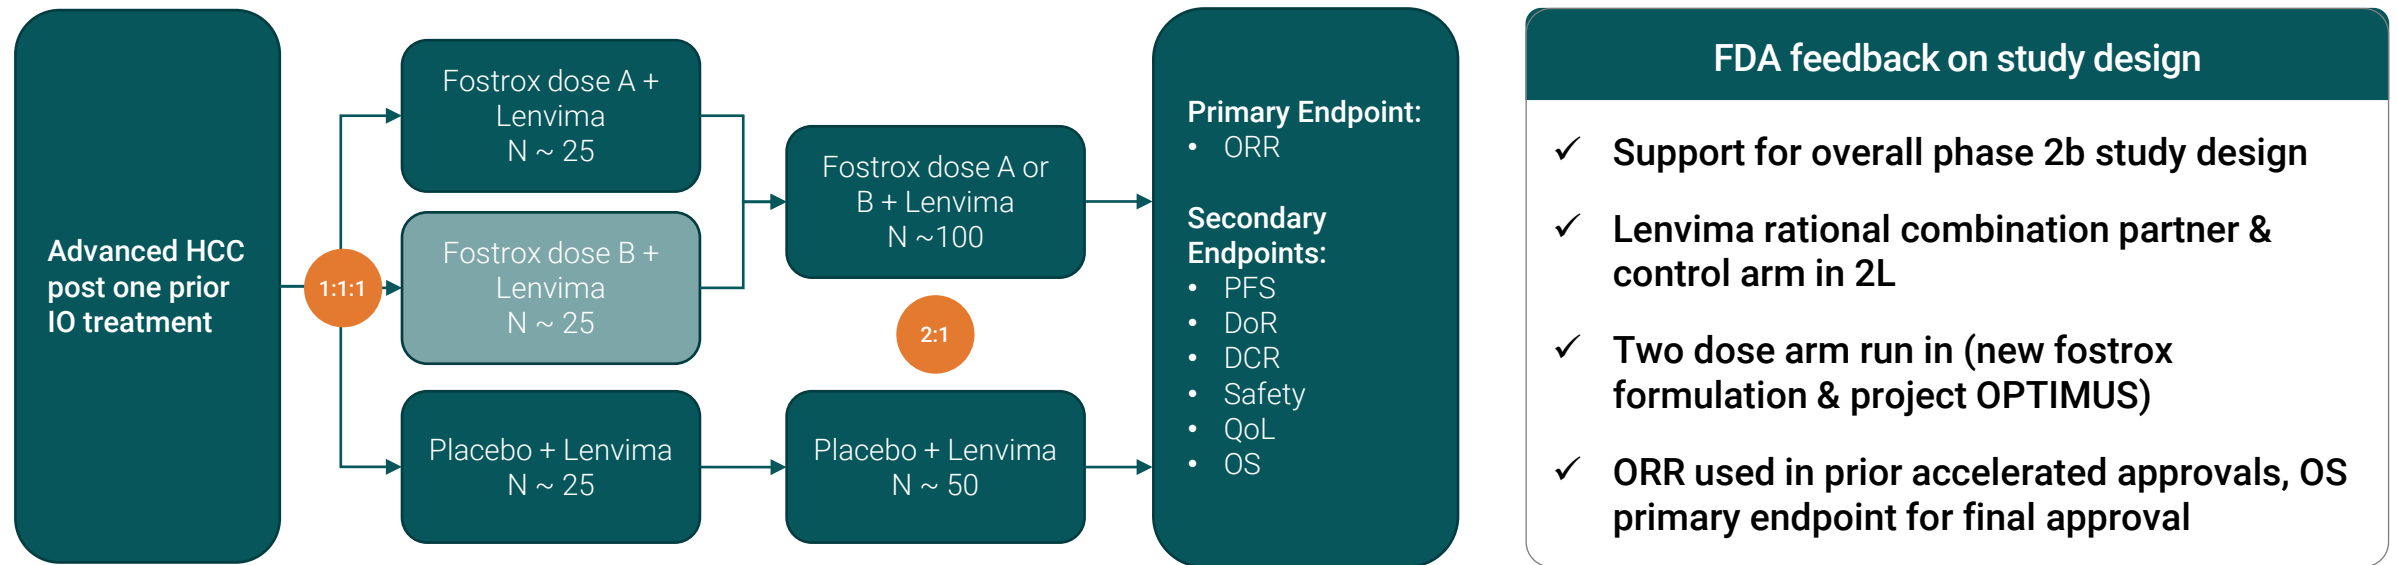 Advanced HCC
post one prior
IO treatment
1:1:1
Fostrox dose A +
Lenvima
N ~ 25
Fostrox dose B +
Lenvima
N ~ 25
Placebo + Lenvima
N ~ 25
Fostrox dose A or
B + Lenvima
N ~100
2:1
Placebo + Lenvima
N ~ 50
Primary Endpoint:
• ORR
Secondary
Endpoints:
• PFS
• DoR
• DCR
• Safety
• QoL
• OS
FDA feedback on study design
✓ Support for overall phase 2b study design
✓ Lenvima rational combination partner &
control arm in 2L
✓ Two dose arm run in (new fostrox
formulation & project OPTIMUS)
✓ ORR used in prior accelerated approvals, OS
primary endpoint for final approval